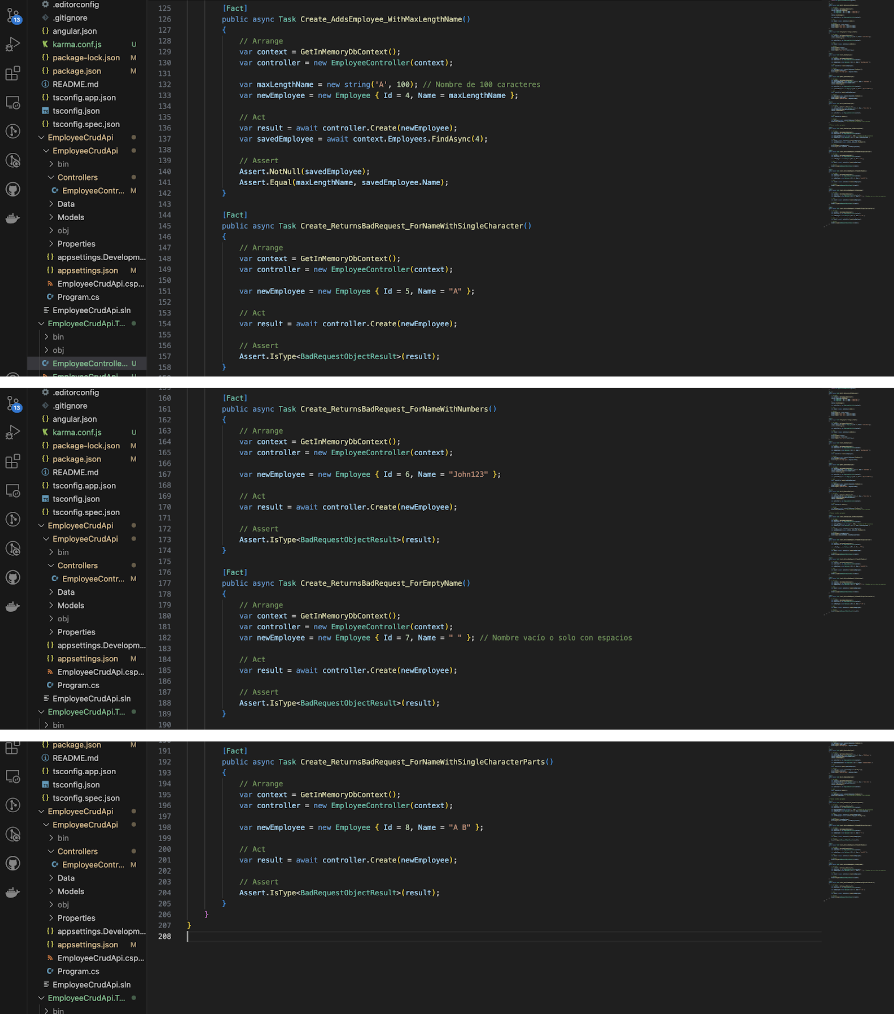 .editorconfig
.gitignore
angular.json
karma.conf.js U
package-lock.json M
package.json M
README.md
tsconfig.app.json
tsconfig.json
tsconfig.spec.json
EmployeeCrudApi
EmployeeCrudApi
bin
Controllers
EmployeeContr... M
Data
Models
obj
Properties
appsettings.Developm...
appsettings.json M
EmployeeCrudApi.csp...
Program.cs
EmployeeCrudApi.sln
EmployeeCrudApi.T...
bin
obj
EmployeeControlle... U
13
125
126 [Fact]
public async Task Create_AddsEmployee_WithMaxLengthName()
127 {
128 // Arrange
129 var context = GetInMemoryDbContext();
130 var controller = new EmployeeController(context);
131
132 var maxLengthName = new string('A', 100); // Nombre de 100 caracteres
133 var newEmployee = new Employee { Id = 4, Name = maxLengthName };
134
135 // Act
136 var result = await controller.Create(newEmployee);
137 var savedEmployee = await context.Employees.FindAsync(4);
138
139 // Assert
140 Assert.NotNull(savedEmployee);
141 Assert.Equal(maxLengthName, savedEmployee.Name);
142 }
143
144 [Fact]
145 public async Task Create_ReturnsBadRequest_ForNameWithSingleCharacter()
146 {
147 // Arrange
148 var context = GetInMemoryDbContext();
149 var controller = new EmployeeController(context);
150
151 var newEmployee = new Employee { Id = 5, Name = "A" };
152
153 // Act
154 var result = await controller.Create(newEmployee);
155
156 // Assert
157 Assert.IsType<BadRequestObjectResult>(result);
158 }
.editorconfig
.gitignore
angular.json
karma.conf.js U
package-lock.json M
package.json M
README.md
tsconfig.app.json
tsconfig.json
tsconfig.spec.json
EmployeeCrudApi
EmployeeCrudApi
bin
Controllers
EmployeeContr... M
Data
Models
obj
Properties
appsettings.Developm...
appsettings.json M
EmployeeCrudApi.csp...
Program.cs
EmployeeCrudApi.sln
EmployeeCrudApi.T...
bin
13
160 [Fact]
161 public async Task Create_ReturnsBadRequest_ForNameWithNumbers()
162 {
163 // Arrange
164 var context = GetInMemoryDbContext();
165 var controller = new EmployeeController(context);
166
167 var newEmployee = new Employee { Id = 6, Name = "John123" };
168
169 // Act
170 var result = await controller.Create(newEmployee);
171
172 // Assert
173 Assert.IsType<BadRequestObjectResult>(result);
174 }
175
176 [Fact]
177 public async Task Create_ReturnsBadRequest_ForEmptyName()
178 {
179 // Arrange
180 var context = GetInMemoryDbContext();
181 var controller = new EmployeeController(context);
182 var newEmployee = new Employee { Id = 7, Name = " " }; // Nombre vacío o solo con espacios
183
184 // Act
185 var result = await controller.Create(newEmployee);
186
187 // Assert
188 Assert.IsType<BadRequestObjectResult>(result);
189 }
190
package.json M
README.md
tsconfig.app.json
tsconfig.json
tsconfig.spec.json
EmployeeCrudApi
EmployeeCrudApi
bin
Controllers
EmployeeContr... M
Data
Models
obj
Properties
appsettings.Developm...
appsettings.json M
EmployeeCrudApi.csp...
Program.cs
EmployeeCrudApi.sln
EmployeeCrudApi.T...
bin
191 [Fact]
192 public async Task Create_ReturnsBadRequest_ForNameWithSingleCharacterParts()
193 {
194 // Arrange
195 var context = GetInMemoryDbContext();
196 var controller = new EmployeeController(context);
197
198 var newEmployee = new Employee { Id = 8, Name = "A B" };
199
200 // Act
201 var result = await controller.Create(newEmployee);
202
203 // Assert
204 Assert.IsType<BadRequestObjectResult>(result);
205 }
206 }
207 }
208